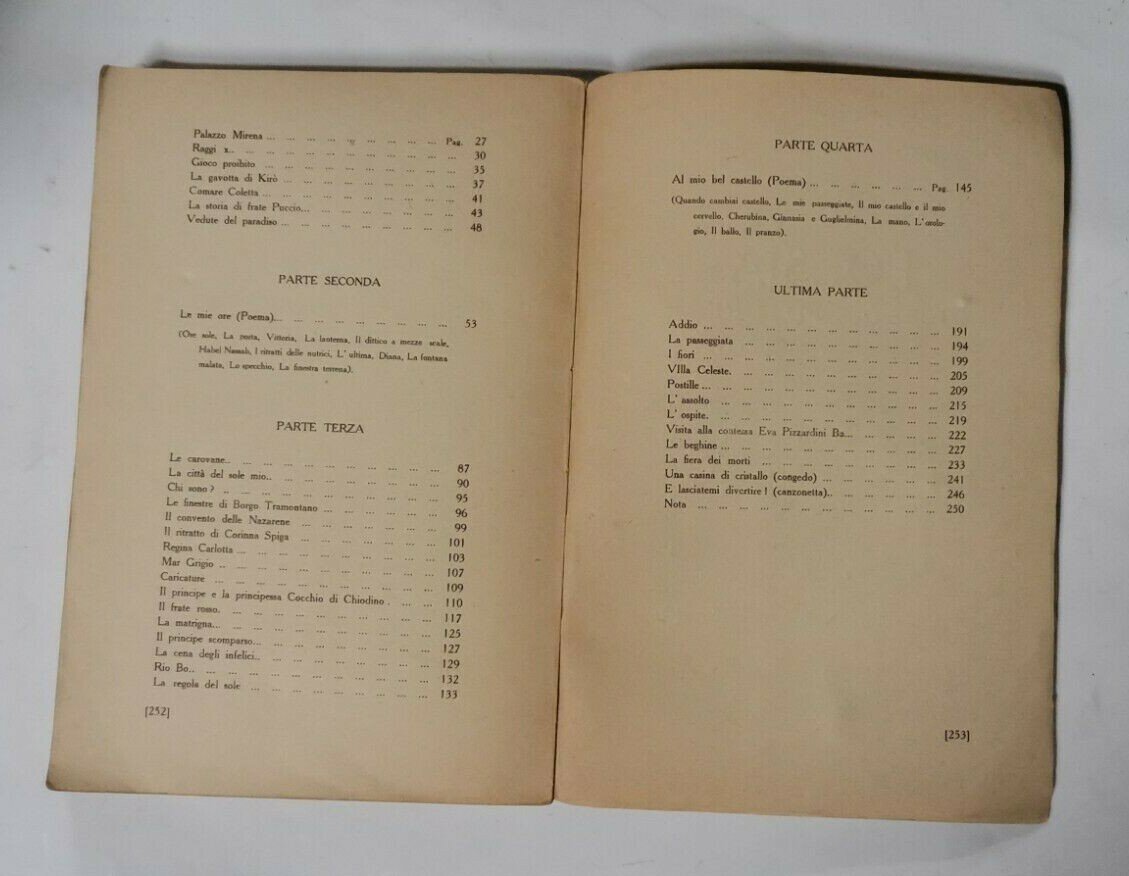 Palazzo Mirena ... ... ... ... ... ... ... ... Pag. 27
Raggi x.. ... ... ... ... ... ... ... ... ... ... ... 30
Gioco proibito ... ... ... ... ... ... ... ... ... ... 35
La gavotta di Kirò ... ... ... ... ... ... ... ... ... 37
Comare Coletta ... ... ... ... ... ... ... ... ... ... 41
La storia di frate Puccio... ... ... ... ... ... ... ... 43
Vedute del paradiso ... ... ... ... ... ... ... ... ... 48
PARTE SECONDA
Le mie ore (Poema)... ... ... ... ... ... ... ... ... 53
(Ore sole, La porta, Vittoria, La lanterna, Il dittico a mezze scale,
Habel Nassab, I ritratti delle nutrici, L' ultima, Diana, La fontana
malata, Lo specchio, La finestra terrena).
PARTE TERZA
Le carovane.. ... ... ... ... ... ... ... ... ... ... 87
La città del sole mio.. ... ... ... ... ... ... ... ... 90
Chi sono? .. ... ... ... ... ... ... ... ... ... ... 95
Le finestre di Borgo Tramontano ... ... ... ... ... ... 96
Il convento delle Nazarene ... ... ... ... ... ... ... 99
Il ritratto di Corinna Spiga ... ... ... ... ... ... ... 101
Regina Carlotta ... ... ... ... ... ... ... ... ... ... 103
Mar Grigio .. ... ... ... ... ... ... ... ... ... ... 107
Caricature ... ... ... ... ... ... ... ... ... ... ... 109
Il principe e la principessa Cocchio di Chiodino . ... ... 110
Il frate rosso. ... ... ... ... ... ... ... ... ... ... 117
La matrigna... ... ... ... ... ... ... ... ... ... ... 125
Il principe scomparso... ... ... ... ... ... ... ... ... 127
La cena degli infelici.. ... ... ... ... ... ... ... ... 129
Rio Bo.. ... ... ... ... ... ... ... ... ... ... ... 132
La regola del sole ... ... ... ... ... ... ... ... ... 133
[252]
PARTE QUARTA
Al mio bel castello (Poema) ... ... ... ... ... ... Pag. 145
(Quando cambiai castello, Le mie passeggiate, Il mio castello e il mio
cervello, Cherubina, Gianasia e Guglielmina, La mano, L' orolo-
gio, Il ballo, Il pranzo).
ULTIMA PARTE
Addio ... ... ... ... ... ... ... ... ... ... ... ... 191
La passeggiata ... ... ... ... ... ... ... ... ... ... 194
I fiori ... ... ... ... ... ... ... ... ... ... ... ... 199
VIlla Celeste. ... ... ... ... ... ... ... ... ... ... 205
Postille ... ... ... ... ... ... ... ... ... ... ... ... 209
L' assolto ... ... ... ... ... ... ... ... ... ... ... 215
L' ospite. ... ... ... ... ... ... ... ... ... ... ... 219
Visita alla contessa Eva Pizzardini Ba... ... ... ... ... 222
Le beghine ... ... ... ... ... ... ... ... ... ... ... 227
La fiera dei morti ... ... ... ... ... ... ... ... ... 233
Una casina di cristallo (congedo) ... ... ... ... ... ... 241
E lasciatemi divertire! (canzonetta).. ... ... ... ... ... 246
Nota ... ... ... ... ... ... ... ... ... ... ... ... 250
[253]